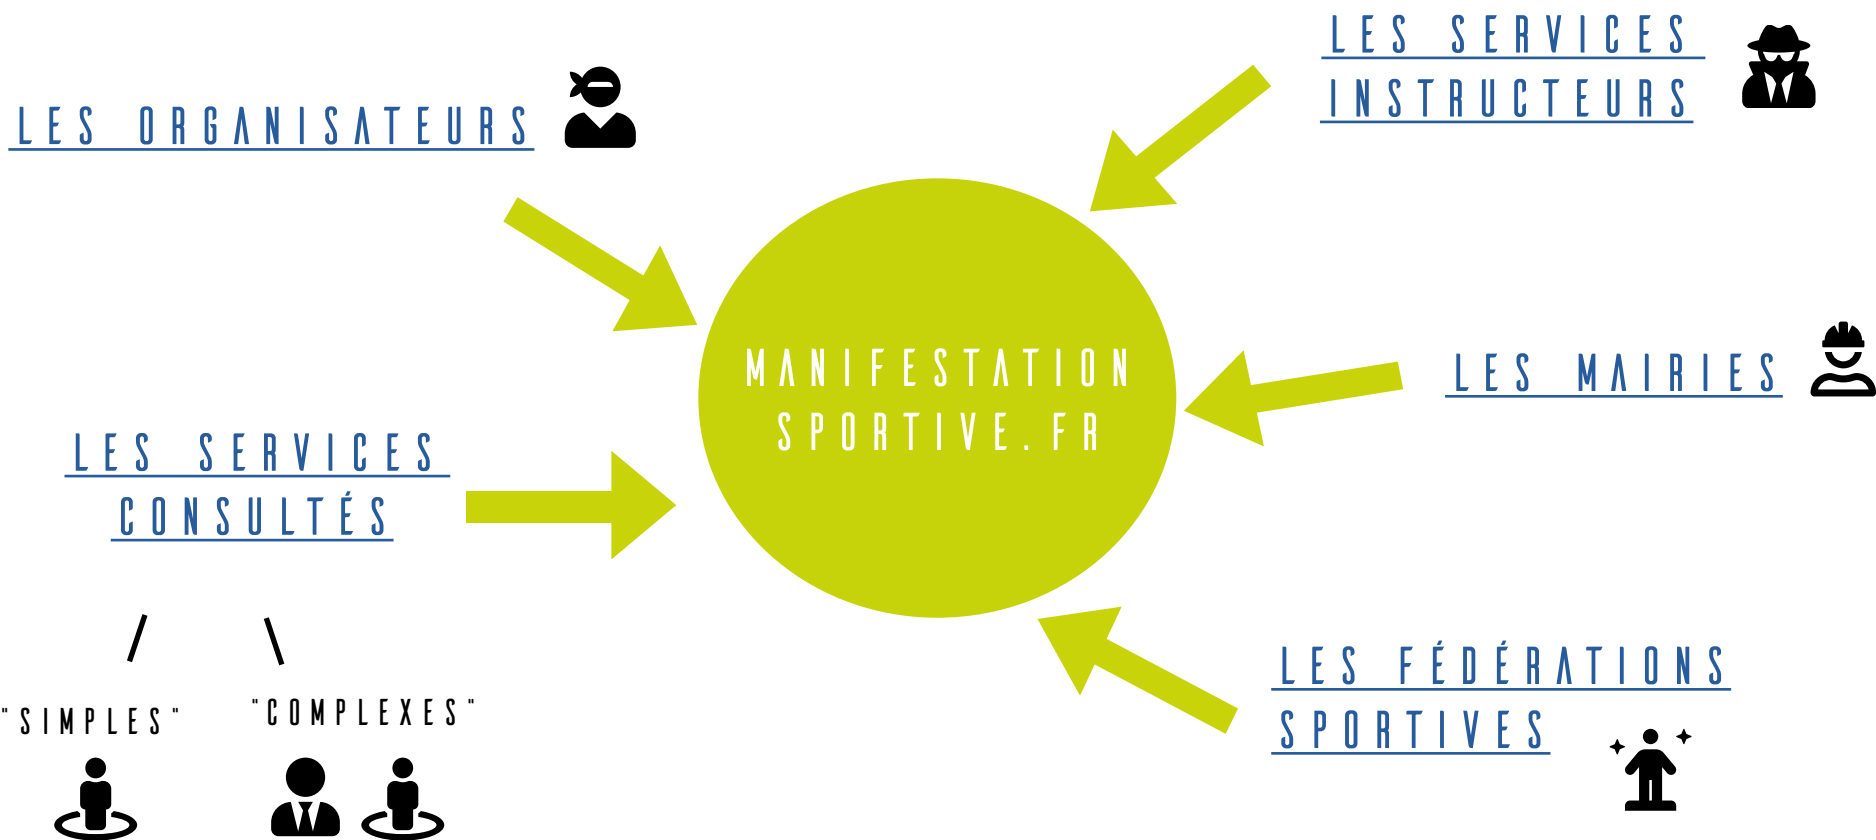 LES ORGANISATEURS
LES SERVICES
INSTRUCTEURS
MANIFESTATION
SPORTIVE.FR
LES MAIRIES
LES SERVICES
CONSULTÉS
"SIMPLES"
"COMPLEXES"
LES FÉDÉRATIONS
SPORTIVES